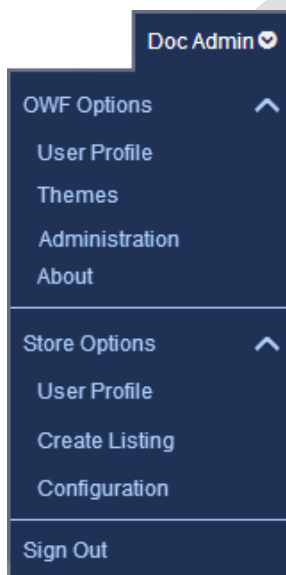 Doc Admin
OWF Options
User Profile
Themes
Administration
About
Store Options
User Profile
Create Listing
Configuration
Sign Out